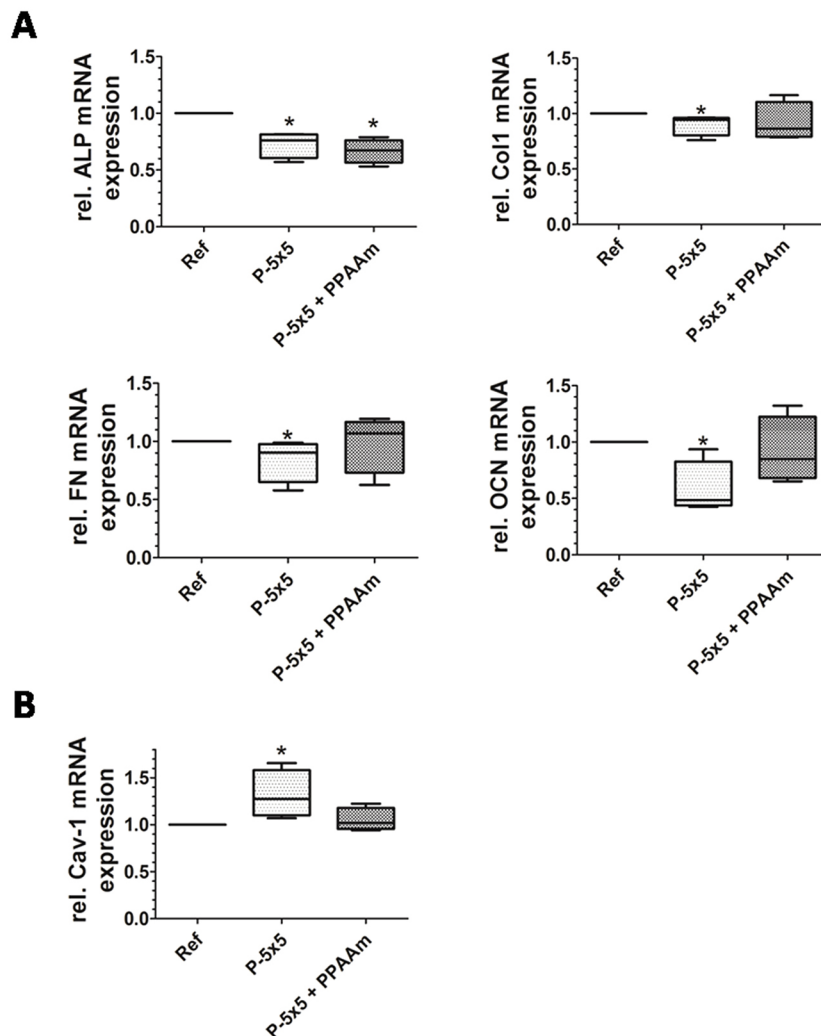 A
rel. ALP mRNA
expression
1.5
1.0
0.5
0.0
*
*
Ref
P-5x5
P-5x5 + PPAAm
rel. Col1 mRNA
expression
1.5
1.0
0.5
0.0
*
Ref
P-5x5
P-5x5 + PPAAm
rel. FN mRNA
expression
1.5
1.0
0.5
0.0
*
Ref
P-5x5
P-5x5 + PPAAm
rel. OCN mRNA
expression
1.5
1.0
0.5
0.0
*
Ref
P-5x5
P-5x5 + PPAAm
B
rel. Cav-1 mRNA
expression
1.5
1.0
0.5
0.0
*
Ref
P-5x5
P-5x5 + PPAAm